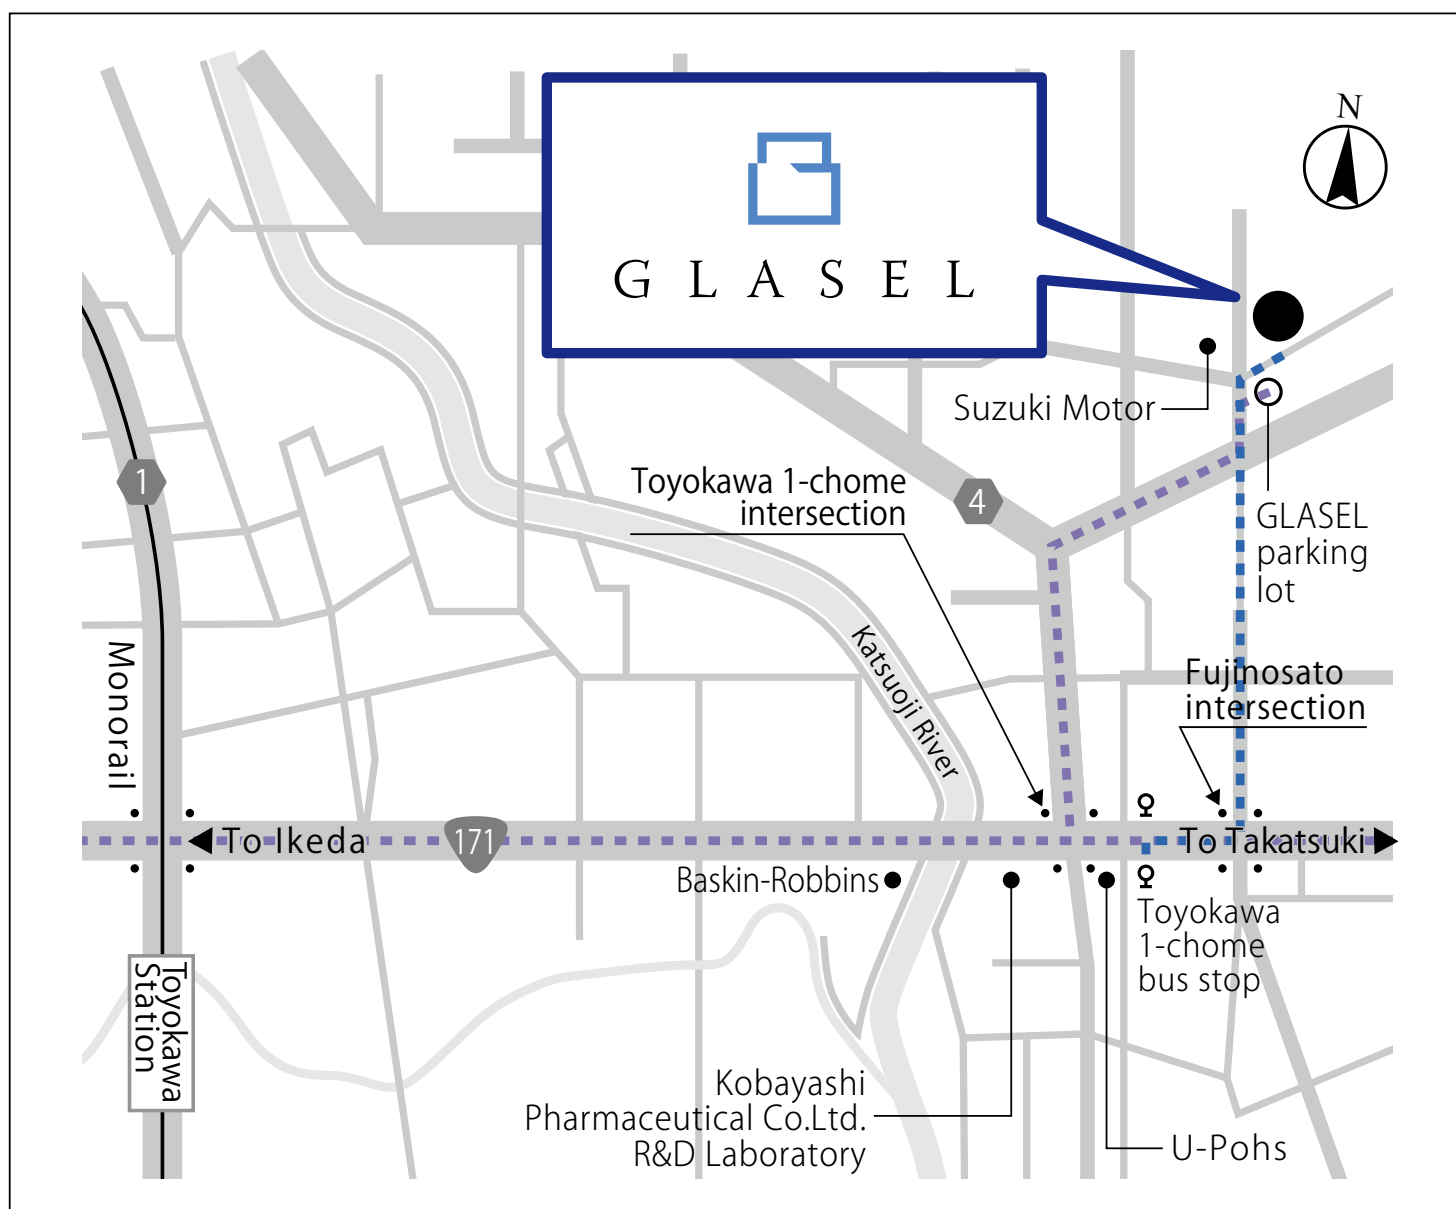 N
GLASEL
Suzuki Motor
Toyokawa 1-chome
intersection
1
4
GLASEL
parking
lot
Katsuoji River
Monorail
Fujinosato
intersection
To Ikeda
171
To Takatsuki
Baskin-Robbins
Toyokawa
1-chome
bus stop
Toyokawa
Station
Kobayashi
Pharmaceutical Co.Ltd.
R&D Laboratory
U-Pohs